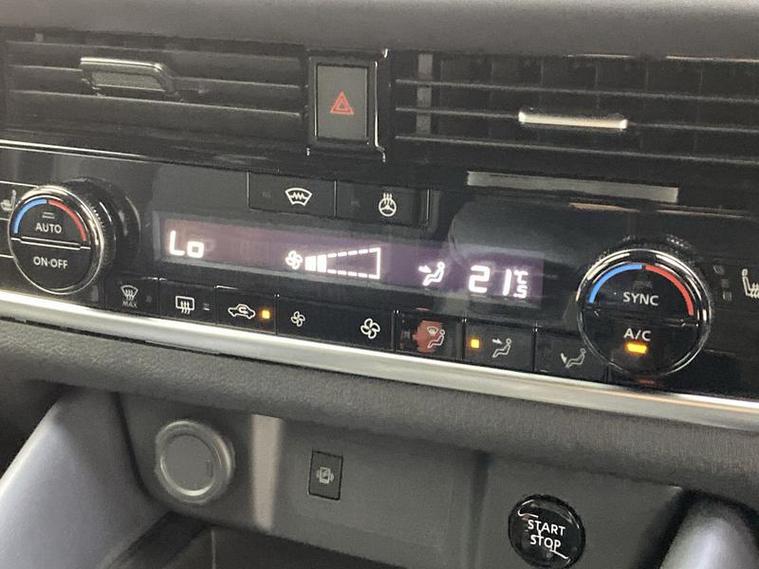 AUTO
ON·OFF
Lo
21.5
°C
SYNC
A/C
MAX
START
STOP